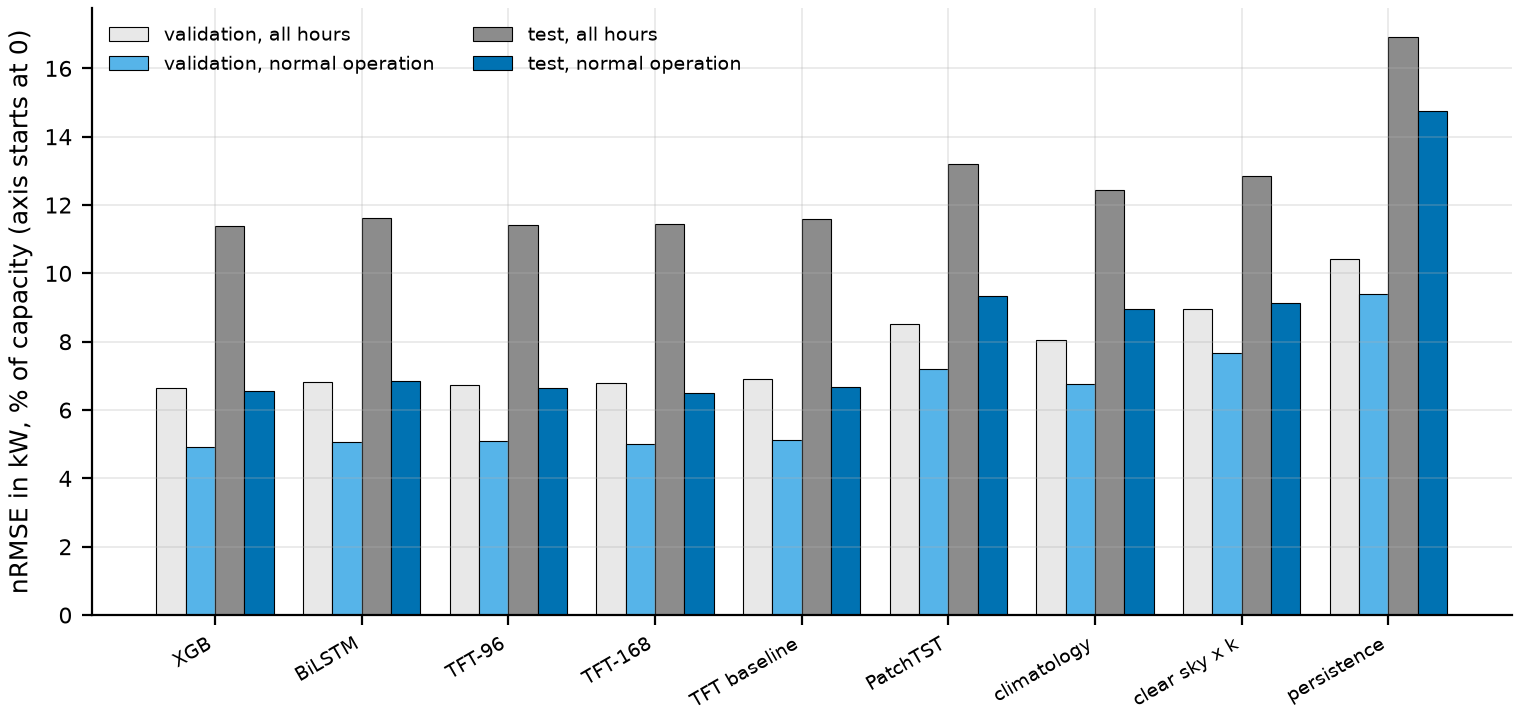 nRMSE in kW, % of capacity (axis starts at 0)
validation, all hours
validation, normal operation
test, all hours
test, normal operation
16
14
12
10
8
6
4
2
0
XGB
BiLSTM
TFT-96
TFT-168
TFT baseline
PatchTST
climatology
clear sky x k
persistence